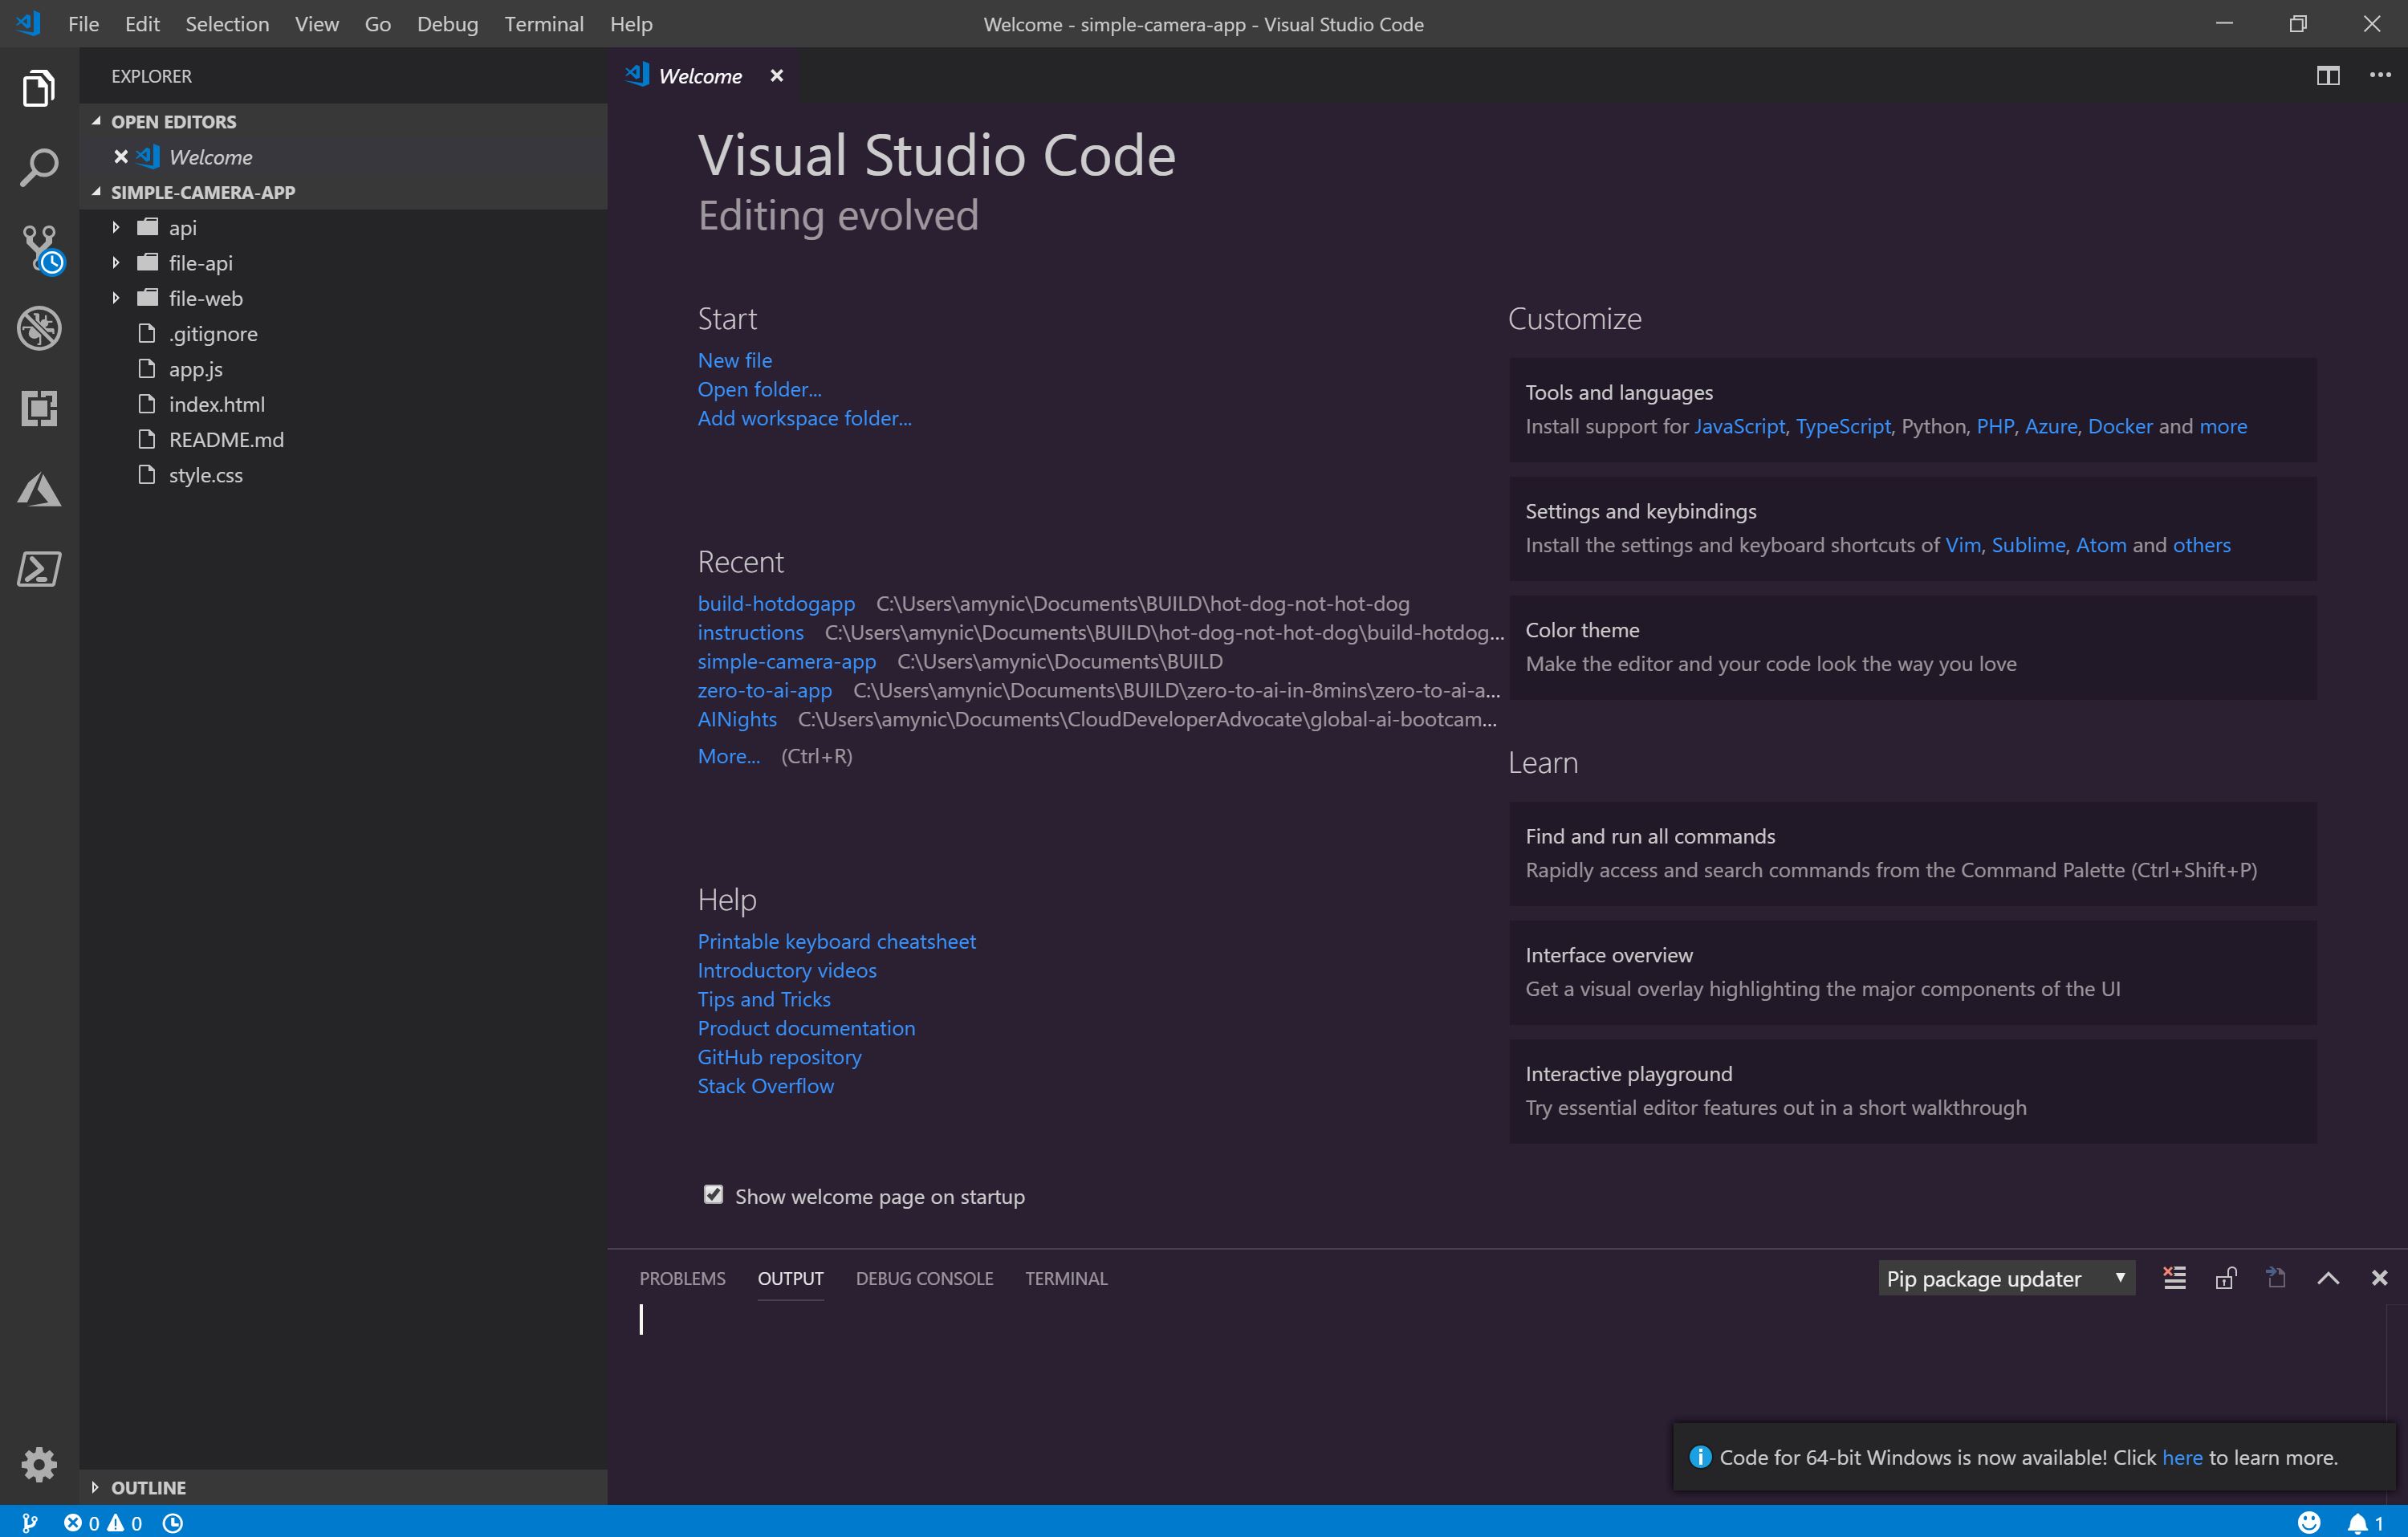 File Edit Selection View Go Debug Terminal Help
Welcome - simple-camera-app - Visual Studio Code
EXPLORER
OPEN EDITORS
Welcome
SIMPLE-CAMERA-APP
api
file-api
file-web
.gitignore
app.js
index.html
README.md
style.css
OUTLINE
Welcome
Visual Studio Code
Editing evolved
Start
New file
Open folder...
Add workspace folder...
Recent
build-hotdogapp C:\Users\amynic\Documents\BUILD\hot-dog-not-hot-dog
instructions C:\Users\amynic\Documents\BUILD\hot-dog-not-hot-dog\build-hotdog...
simple-camera-app C:\Users\amynic\Documents\BUILD
zero-to-ai-app C:\Users\amynic\Documents\BUILD\zero-to-ai-in-8mins\zero-to-ai-a...
AINights C:\Users\amynic\Documents\CloudDeveloperAdvocate\global-ai-bootcam...
More... (Ctrl+R)
Help
Printable keyboard cheatsheet
Introductory videos
Tips and Tricks
Product documentation
GitHub repository
Stack Overflow
Show welcome page on startup
Customize
Tools and languages
Install support for JavaScript, TypeScript, Python, PHP, Azure, Docker and more
Settings and keybindings
Install the settings and keyboard shortcuts of Vim, Sublime, Atom and others
Color theme
Make the editor and your code look the way you love
Learn
Find and run all commands
Rapidly access and search commands from the Command Palette (Ctrl+Shift+P)
Interface overview
Get a visual overlay highlighting the major components of the UI
Interactive playground
Try essential editor features out in a short walkthrough
PROBLEMS OUTPUT DEBUG CONSOLE TERMINAL
Pip package updater
Code for 64-bit Windows is now available! Click here to learn more.
0 0
1